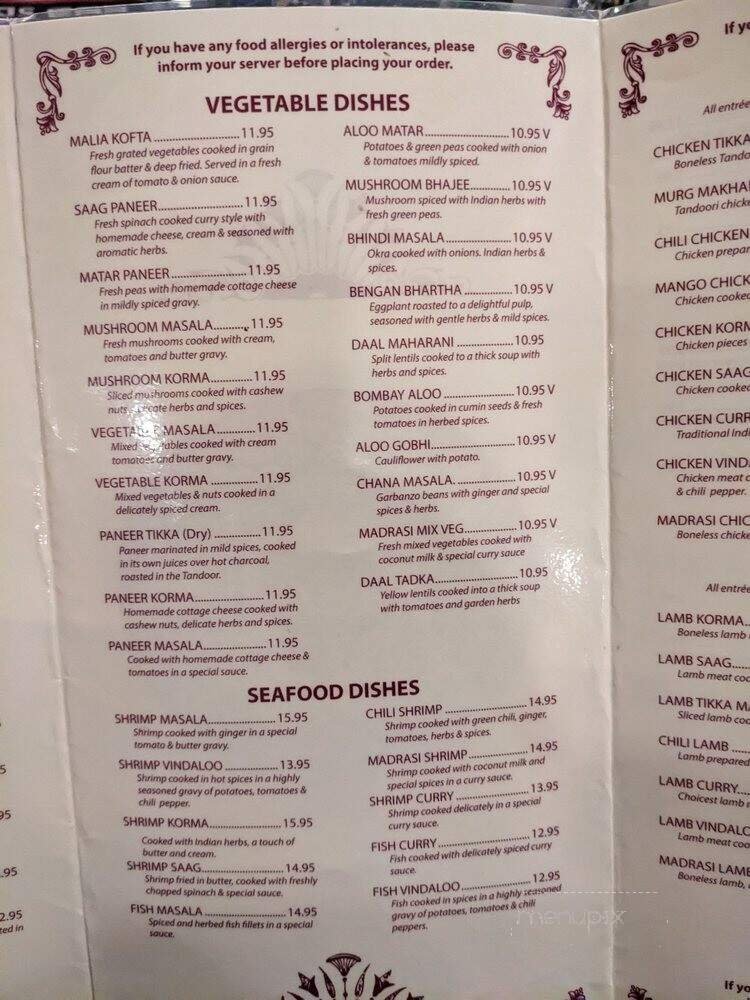 If you have any food allergies or intolerances, please
inform your server before placing your order.
VEGETABLE DISHES
MALIA KOFTA ..........................11.95
Fresh grated vegetables cooked in grain
flour batter & deep fried. Served in a fresh
cream of tomato & onion sauce.
SAAG PANEER..........................11.95
Fresh spinach cooked curry style with
homemade cheese, cream & seasoned with
aromatic herbs.
MATAR PANEER.......................11.95
Fresh peas with homemade cottage cheese
in mildly spiced gravy.
MUSHROOM MASALA..........11.95
Fresh mushrooms cooked with cream,
tomatoes and butter gravy.
MUSHROOM KORMA.............11.95
Sliced mushrooms cooked with cashew
nuts, delicate herbs and spices.
VEGETABLE MASALA............11.95
Mixed vegetables cooked with cream
tomatoes and butter gravy.
VEGETABLE KORMA ..............11.95
Mixed vegetables & nuts cooked in a
delicately spiced cream.
PANEER TIKKA (Dry) ..............11.95
Paneer marinated in mild spices, cooked
in its own juices over hot charcoal,
roasted in the Tandoor.
PANEER KORMA .....................11.95
Homemade cottage cheese cooked with
cashew nuts, delicate herbs and spices.
PANEER MASALA...................11.95
Cooked with homemade cottage cheese &
tomatoes in a special sauce.
ALOO MATAR..........................10.95 V
Potatoes & green peas cooked with onion
& tomatoes mildly spiced.
MUSHROOM BHAJEE............10.95 V
Mushroom spiced with Indian herbs with
fresh green peas.
BHINDI MASALA ....................10.95 V
Okra cooked with onions. Indian herbs &
spices.
BENGAN BHARTHA ...............10.95 V
Eggplant roasted to a delightful pulp,
seasoned with gentle herbs & mild spices.
DAAL MAHARANI .................10.95
Split lentils cooked to a thick soup with
herbs and spices.
BOMBAY ALOO .....................10.95 V
Potatoes cooked in cumin seeds & fresh
tomatoes in herbed spices.
ALOO GOBHI.........................10.95 V
Cauliflower with potato.
CHANA MASALA. ..................10.95 V
Garbanzo beans with ginger and special
spices & herbs.
MADRASI MIX VEG................10.95 V
Fresh mixed vegetables cooked with
coconut milk & special curry sauce
DAAL TADKA.........................10.95
Yellow lentils cooked into a thick soup
with tomatoes and garden herbs
SEAFOOD DISHES
SHRIMP MASALA.....................15.95
Shrimp cooked with ginger in a special
tomato & butter gravy.
SHRIMP VINDALOO .................13.95
Shrimp cooked in hot spices in a highly
seasoned gravy of potatoes, tomatoes &
chili pepper.
SHRIMP KORMA......................15.95
Cooked with Indian herbs, a touch of
butter and cream.
SHRIMP SAAG.........................14.95
Shrimp fried in butter, cooked with freshly
chopped spinach & special sauce.
FISH MASALA .........................14.95
Spiced and herbed fish fillets in a special
sauce.
CHILI SHRIMP ........................14.95
Shrimp cooked with green chili, ginger,
tomatoes, herbs & spices.
MADRASI SHRIMP..................14.95
Shrimp cooked with coconut milk and
special spices in a curry sauce.
SHRIMP CURRY ......................13.95
Shrimp cooked delicately in a special
curry sauce.
FISH CURRY............................12.95
Fish cooked with delicately spiced curry
sauce.
FISH VINDALOO.....................12.95
Fish cooked in spices in a highly seasoned
gravy of potatoes, tomatoes & chili
peppers.
menupix
If
All entrée
CHICKEN TIKKA
Boneless
MURG
Tandoori
CHILI CHICKEN
Chicken
MANGO
Chicken cooked
CHICKEN
Chicken pieces
CHICKEN SAAG
Chicken cooked
CHICKEN
Traditional
CHICKEN
Chicken meat
& chili pepper.
MADRASI
Boneless
All entrée
LAMB KORMA..
Boneless lamb
LAMB SAAG......
Lamb meat
LAMB TIKKA
Sliced lamb
CHILI LAMB ......
Lamb prepared
LAMB CURRY....
Choicest lamb
LAMB
Lamb meat
MADRASI LAMB
Boneless lamb,
If
5
95
.95
2.95
ted in